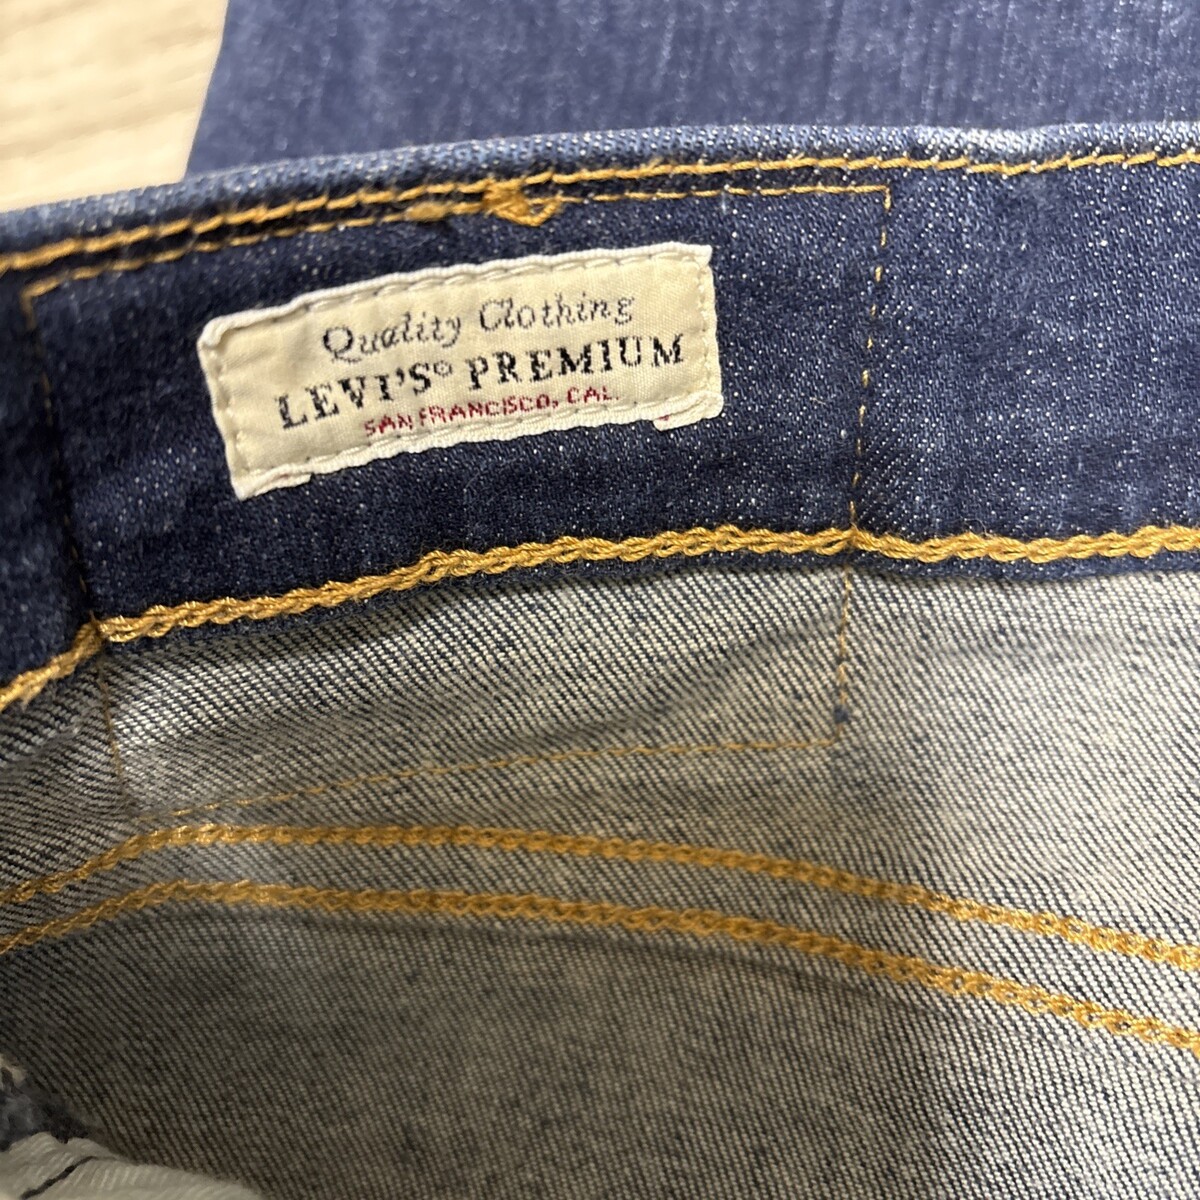 Quality Clothing
LEVI'S® PREMIUM
SAN FRANCISCO, CAL.